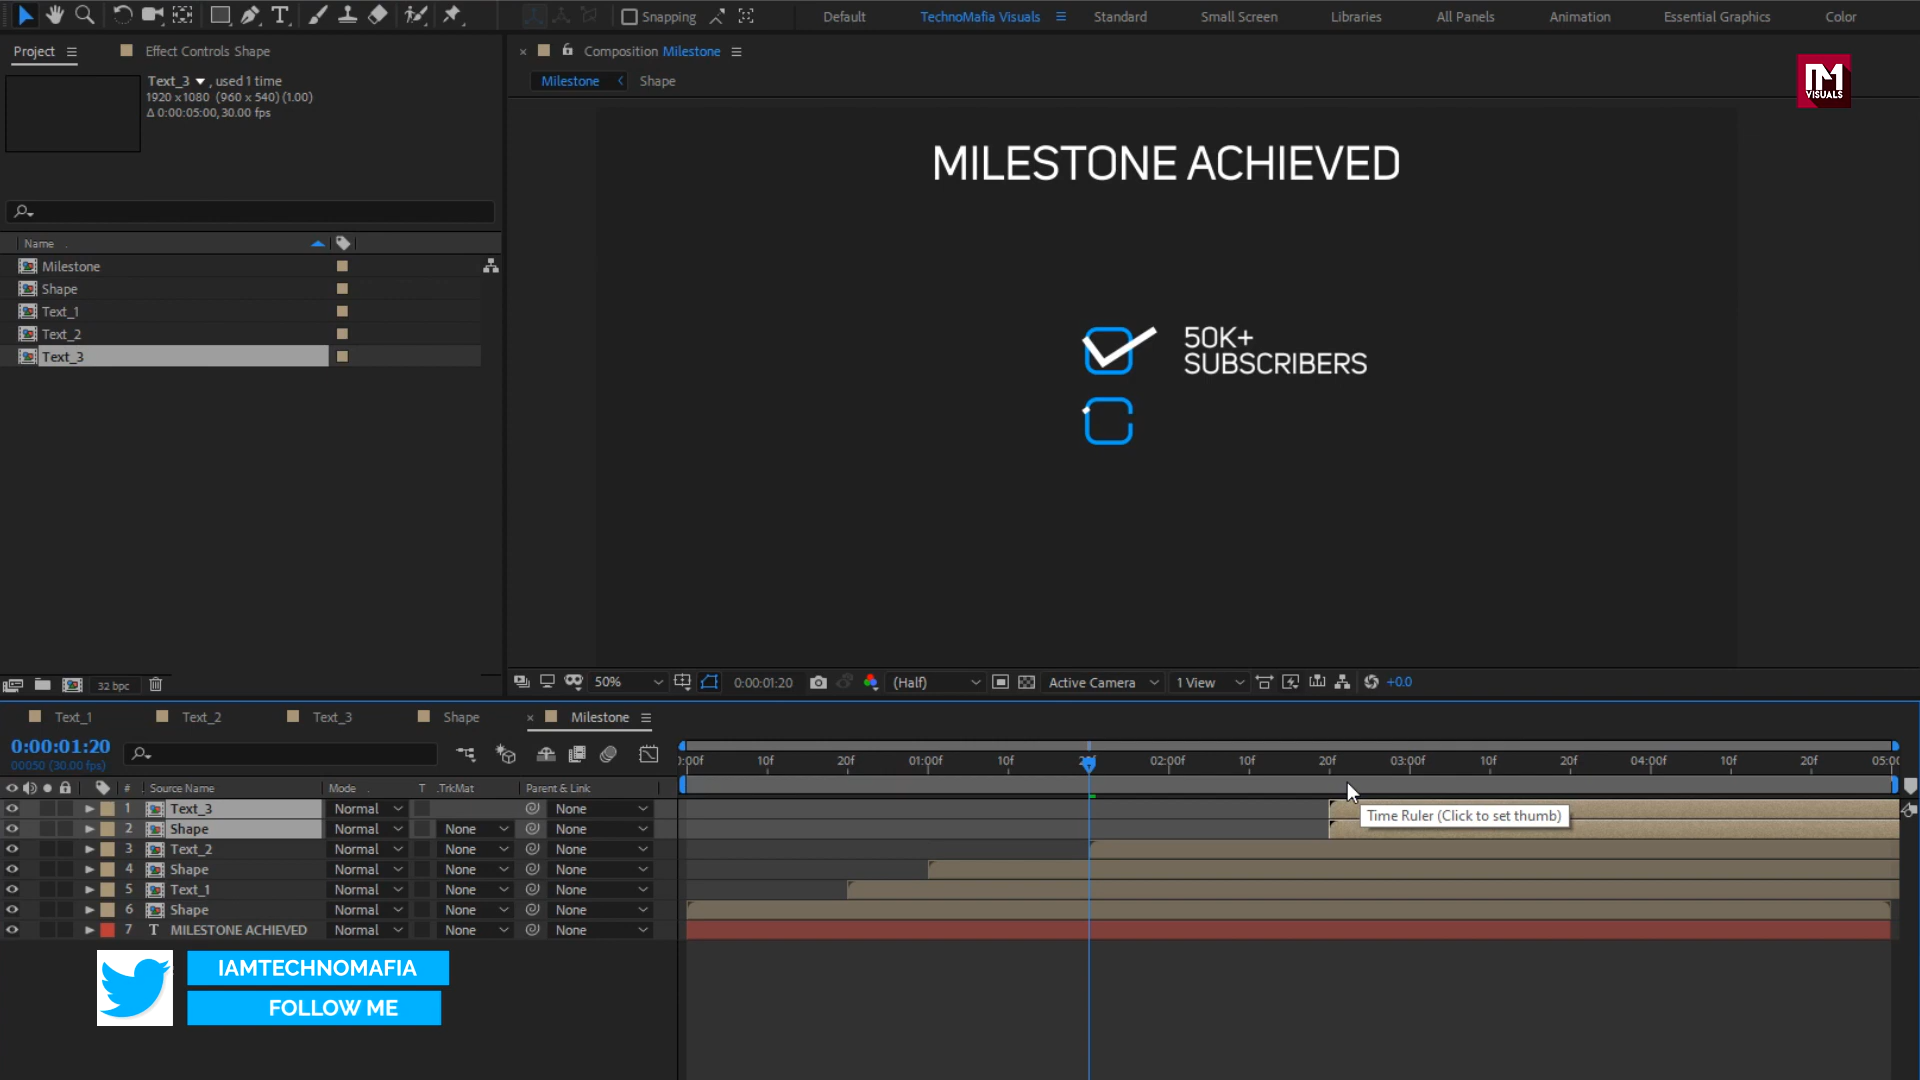 Snapping
Default
TechnoMafia Visuals
Standard
Small Screen
Libraries
All Panels
Animation
Essential Graphics
Color
Project
Effect Controls Shape
Composition Milestone
Text_3 , used 1 time
1920 x 1080 (960 x 540) (1.00)
Δ 0:00:05:00, 30.00 fps
Milestone
Shape
VISUALS
MILESTONE ACHIEVED
50K+
SUBSCRIBERS
Name
Milestone
Shape
Text_1
Text_2
Text_3
32 bpc
50%
0:00:01:20
(Half)
Active Camera
1 View
+0.0
Text_1
Text_2
Text_3
Shape
Milestone
0:00:01:20
00050 (30.00 fps)
0:00f 10f 20f 01:00f 10f 02:00f 10f 20f 03:00f 10f 20f 04:00f 10f 20f 05:00
# Source Name Mode T .TrkMat Parent & Link
1 Text_3 Normal None
2 Shape Normal None None
3 Text_2 Normal None None
4 Shape Normal None None
5 Text_1 Normal None None
6 Shape Normal None None
7 T MILESTONE ACHIEVED Normal None None
Time Ruler (Click to set thumb)
IAMTECHNOMAFIA
FOLLOW ME